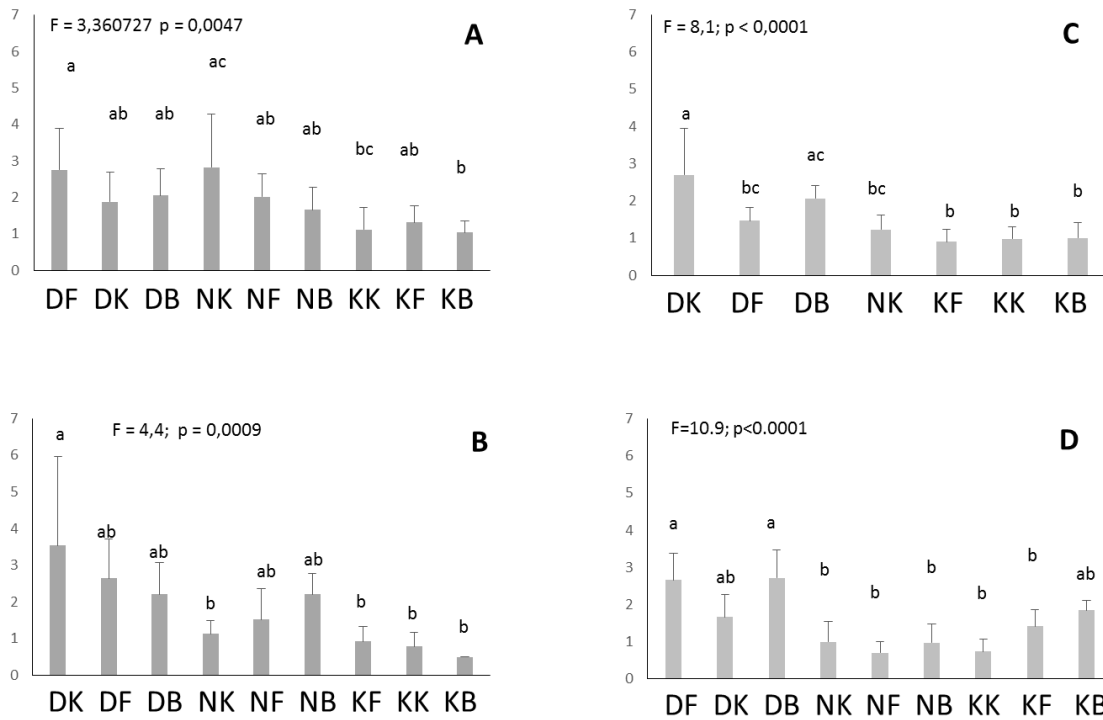 F = 3,360727 p = 0,0047
A
7
6
5
4
3
2
1
0
a
ab
ab
ac
ab
ab
bc
ab
b
DF DK DB NK NF NB KK KF KB
F = 8,1; p < 0,0001
C
7
6
5
4
3
2
1
0
a
bc
ac
bc
b
b
b
DK DF DB NK KF KK KB
F = 4,4; p = 0,0009
B
7
6
5
4
3
2
1
0
a
ab
ab
b
ab
ab
b
b
b
DK DF DB NK NF NB KF KK KB
F=10.9; p<0.0001
D
7
6
5
4
3
2
1
0
a
ab
a
b
b
b
b
b
ab
DF DK DB NK NF NB KK KF KB